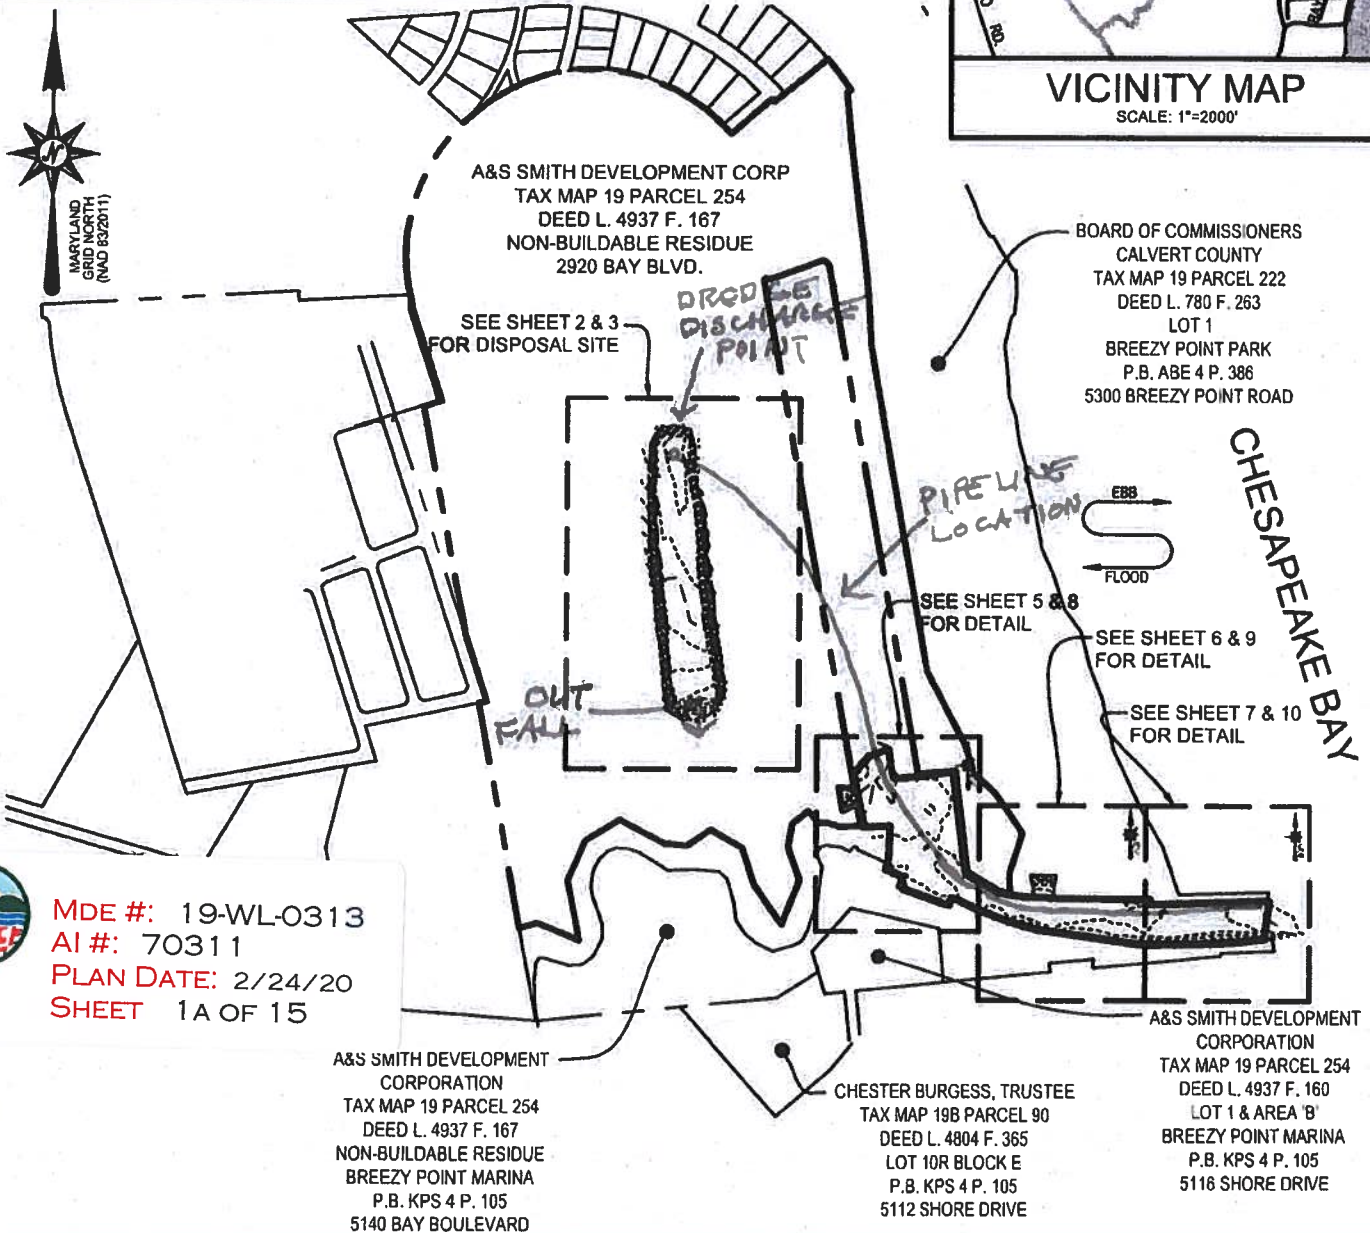 RD.
BAY
VICINITY MAP
SCALE: 1"=2000'
N
MARYLAND
GRID NORTH
(NAD 83/2011)
A&S SMITH DEVELOPMENT CORP
TAX MAP 19 PARCEL 254
DEED L. 4937 F. 167
NON-BUILDABLE RESIDUE
2920 BAY BLVD.
BOARD OF COMMISSIONERS
CALVERT COUNTY
TAX MAP 19 PARCEL 222
DEED L. 780 F. 263
LOT 1
BREEZY POINT PARK
P.B. ABE 4 P. 386
5300 BREEZY POINT ROAD
SEE SHEET 2 & 3
FOR DISPOSAL SITE
DISCHARGE
POINT
PIPELINE
LOCATION
EBB
FLOOD
CHESAPEAKE BAY
SEE SHEET 5 & 8
FOR DETAIL
SEE SHEET 6 & 9
FOR DETAIL
SEE SHEET 7 & 10
FOR DETAIL
OUT
FALL
MDE #: 19-WL-0313
AI #: 70311
PLAN DATE: 2/24/20
SHEET 1A OF 15
A&S SMITH DEVELOPMENT
CORPORATION
TAX MAP 19 PARCEL 254
DEED L. 4937 F. 167
NON-BUILDABLE RESIDUE
BREEZY POINT MARINA
P.B. KPS 4 P. 105
5140 BAY BOULEVARD
CHESTER BURGESS, TRUSTEE
TAX MAP 19B PARCEL 90
DEED L. 4804 F. 365
LOT 10R BLOCK E
P.B. KPS 4 P. 105
5112 SHORE DRIVE
A&S SMITH DEVELOPMENT
CORPORATION
TAX MAP 19 PARCEL 254
DEED L. 4937 F. 160
LOT 1 & AREA 'B'
BREEZY POINT MARINA
P.B. KPS 4 P. 105
5116 SHORE DRIVE